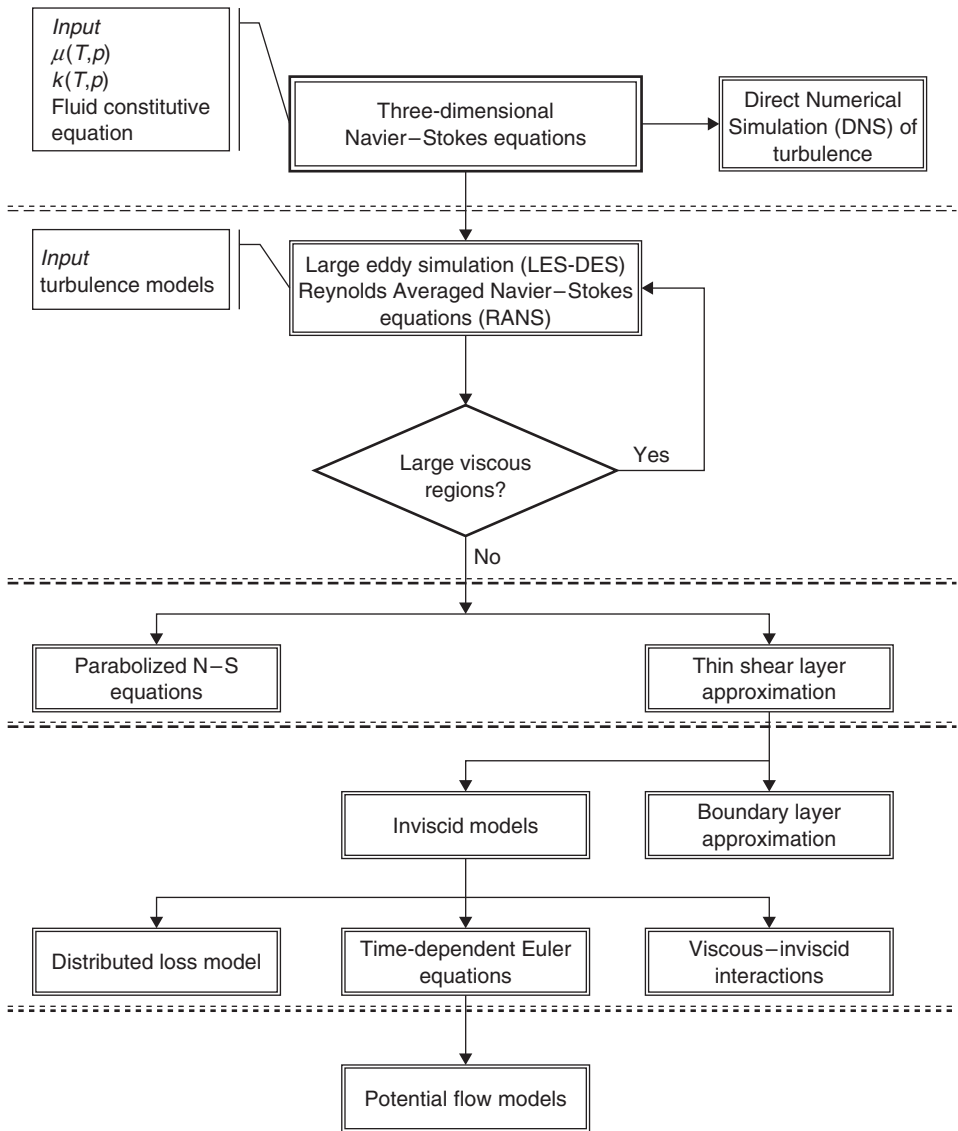 Input
μ(T,p)
k(T,p)
Fluid constitutive
equation
Three-dimensional
Navier–Stokes equations
Direct Numerical
Simulation (DNS) of
turbulence
Input
turbulence models
Large eddy simulation (LES-DES)
Reynolds Averaged Navier–Stokes
equations (RANS)
Large viscous
regions?
Yes
No
Parabolized N–S
equations
Thin shear layer
approximation
Inviscid models
Boundary layer
approximation
Distributed loss model
Time-dependent Euler
equations
Viscous–inviscid
interactions
Potential flow models